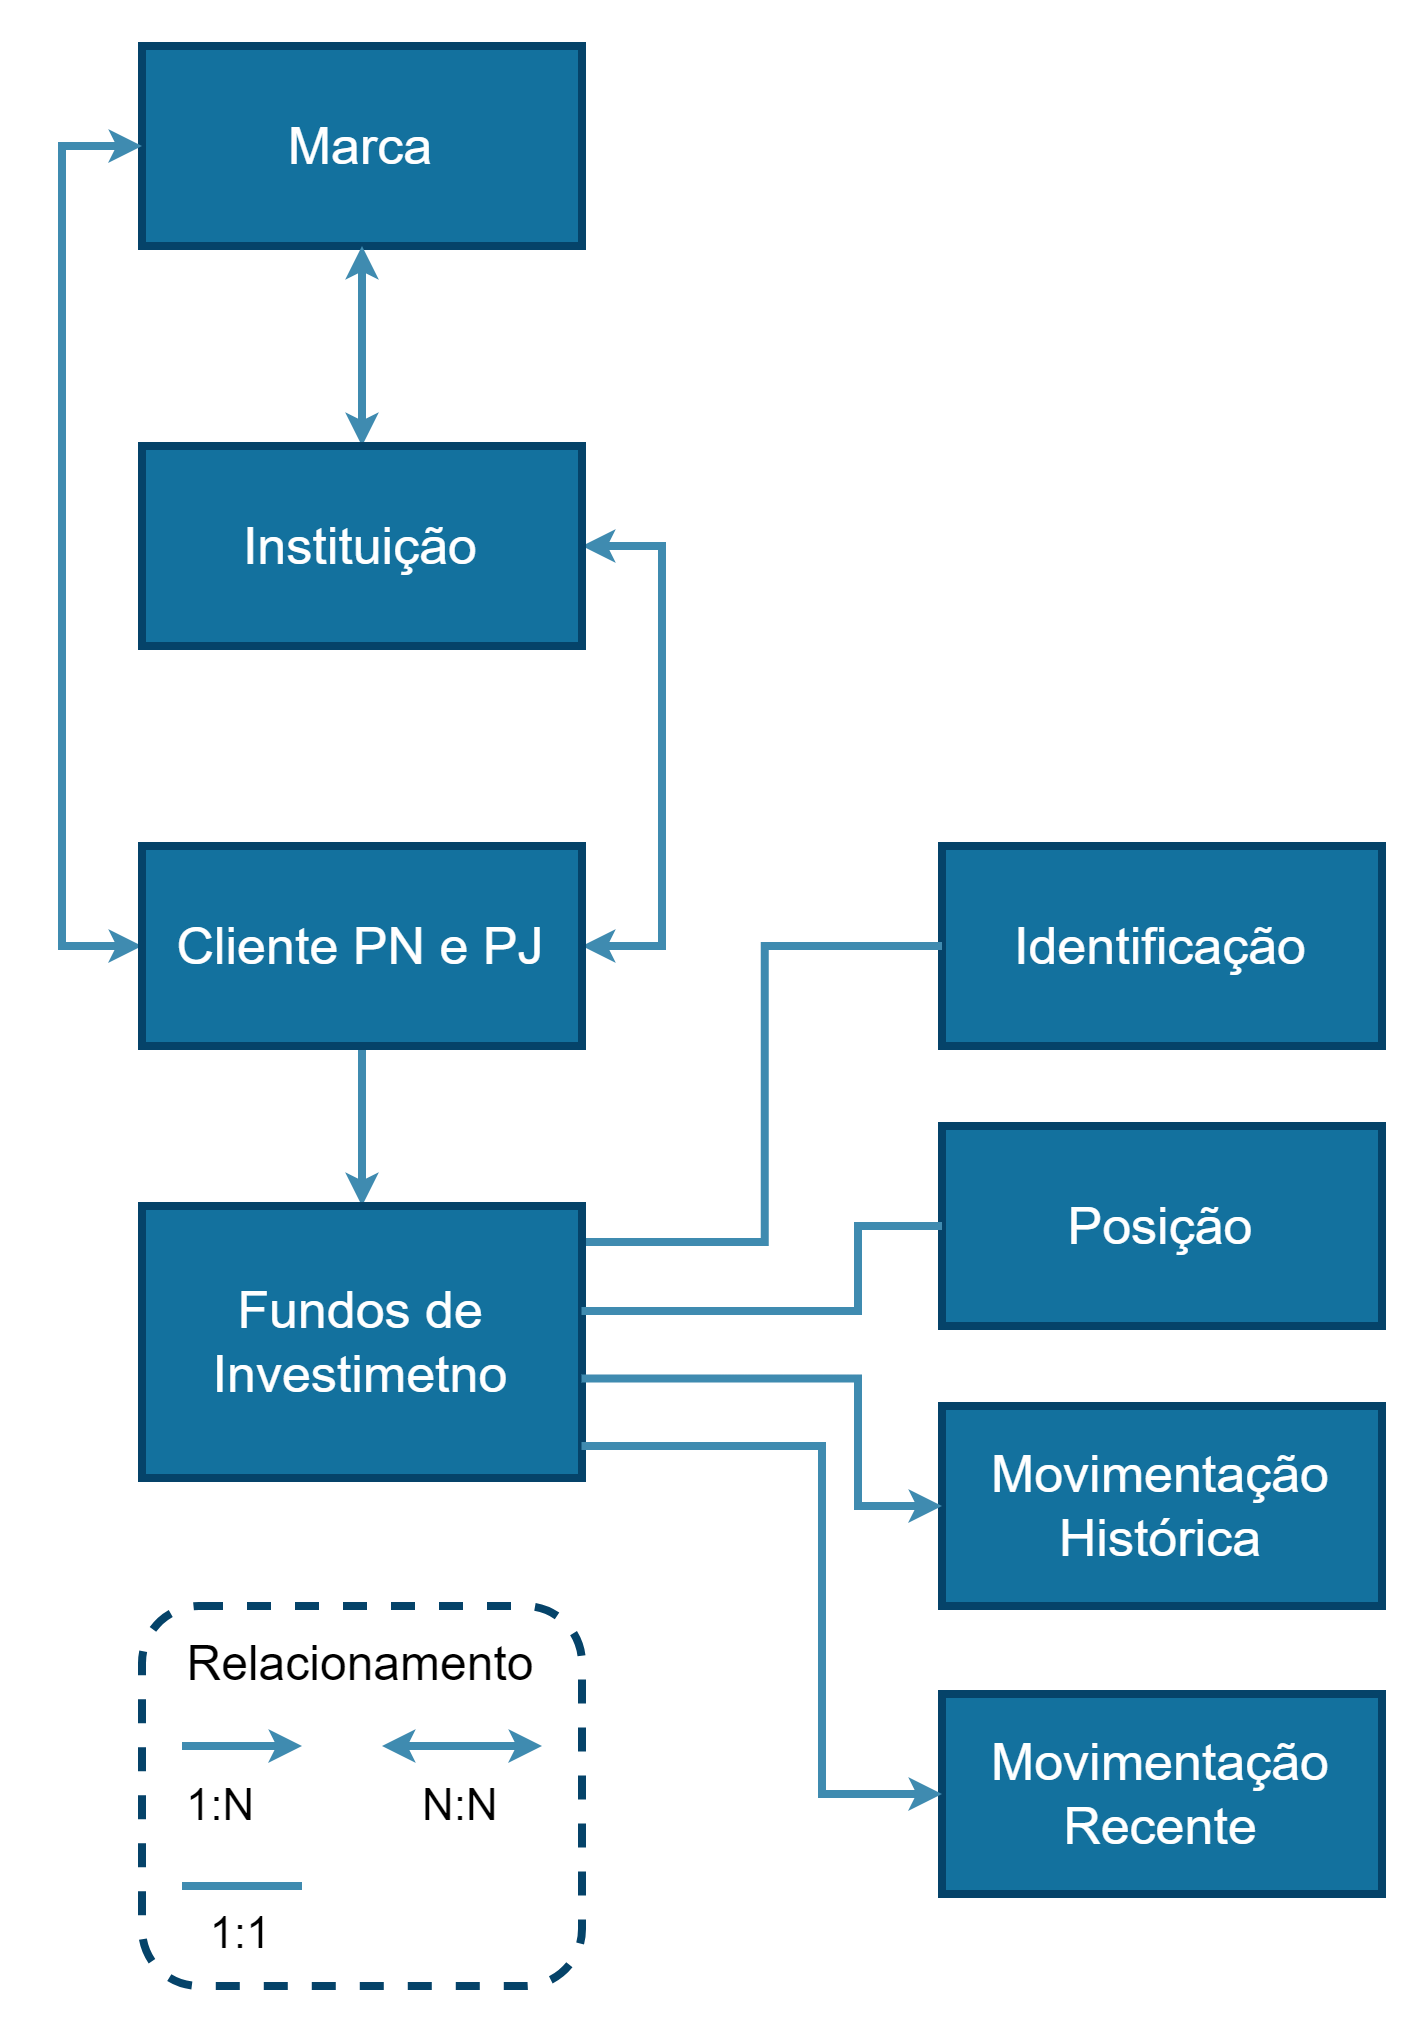 Marca
Instituição
Cliente PN e PJ
Identificação
Posição
Fundos de
Investimetno
Movimentação
Histórica
Movimentação
Recente
Relacionamento
1:N
N:N
1:1